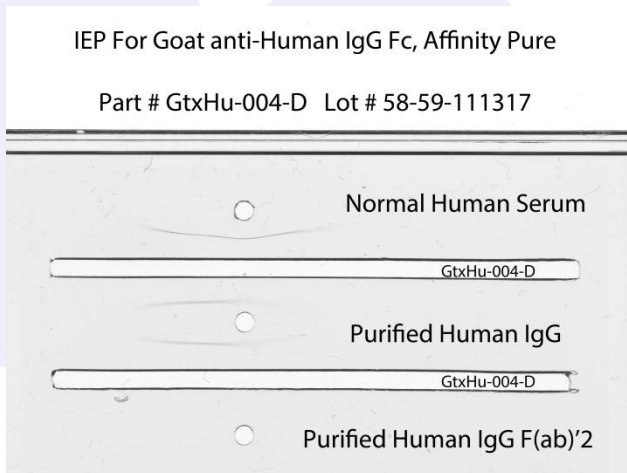 IEP For Goat anti-Human IgG Fc, Affinity Pure
Part # GtxHu-004-D Lot # 58-59-111317
Normal Human Serum
GtxHu-004-D
Purified Human IgG
GtxHu-004-D
Purified Human IgG F(ab)'2